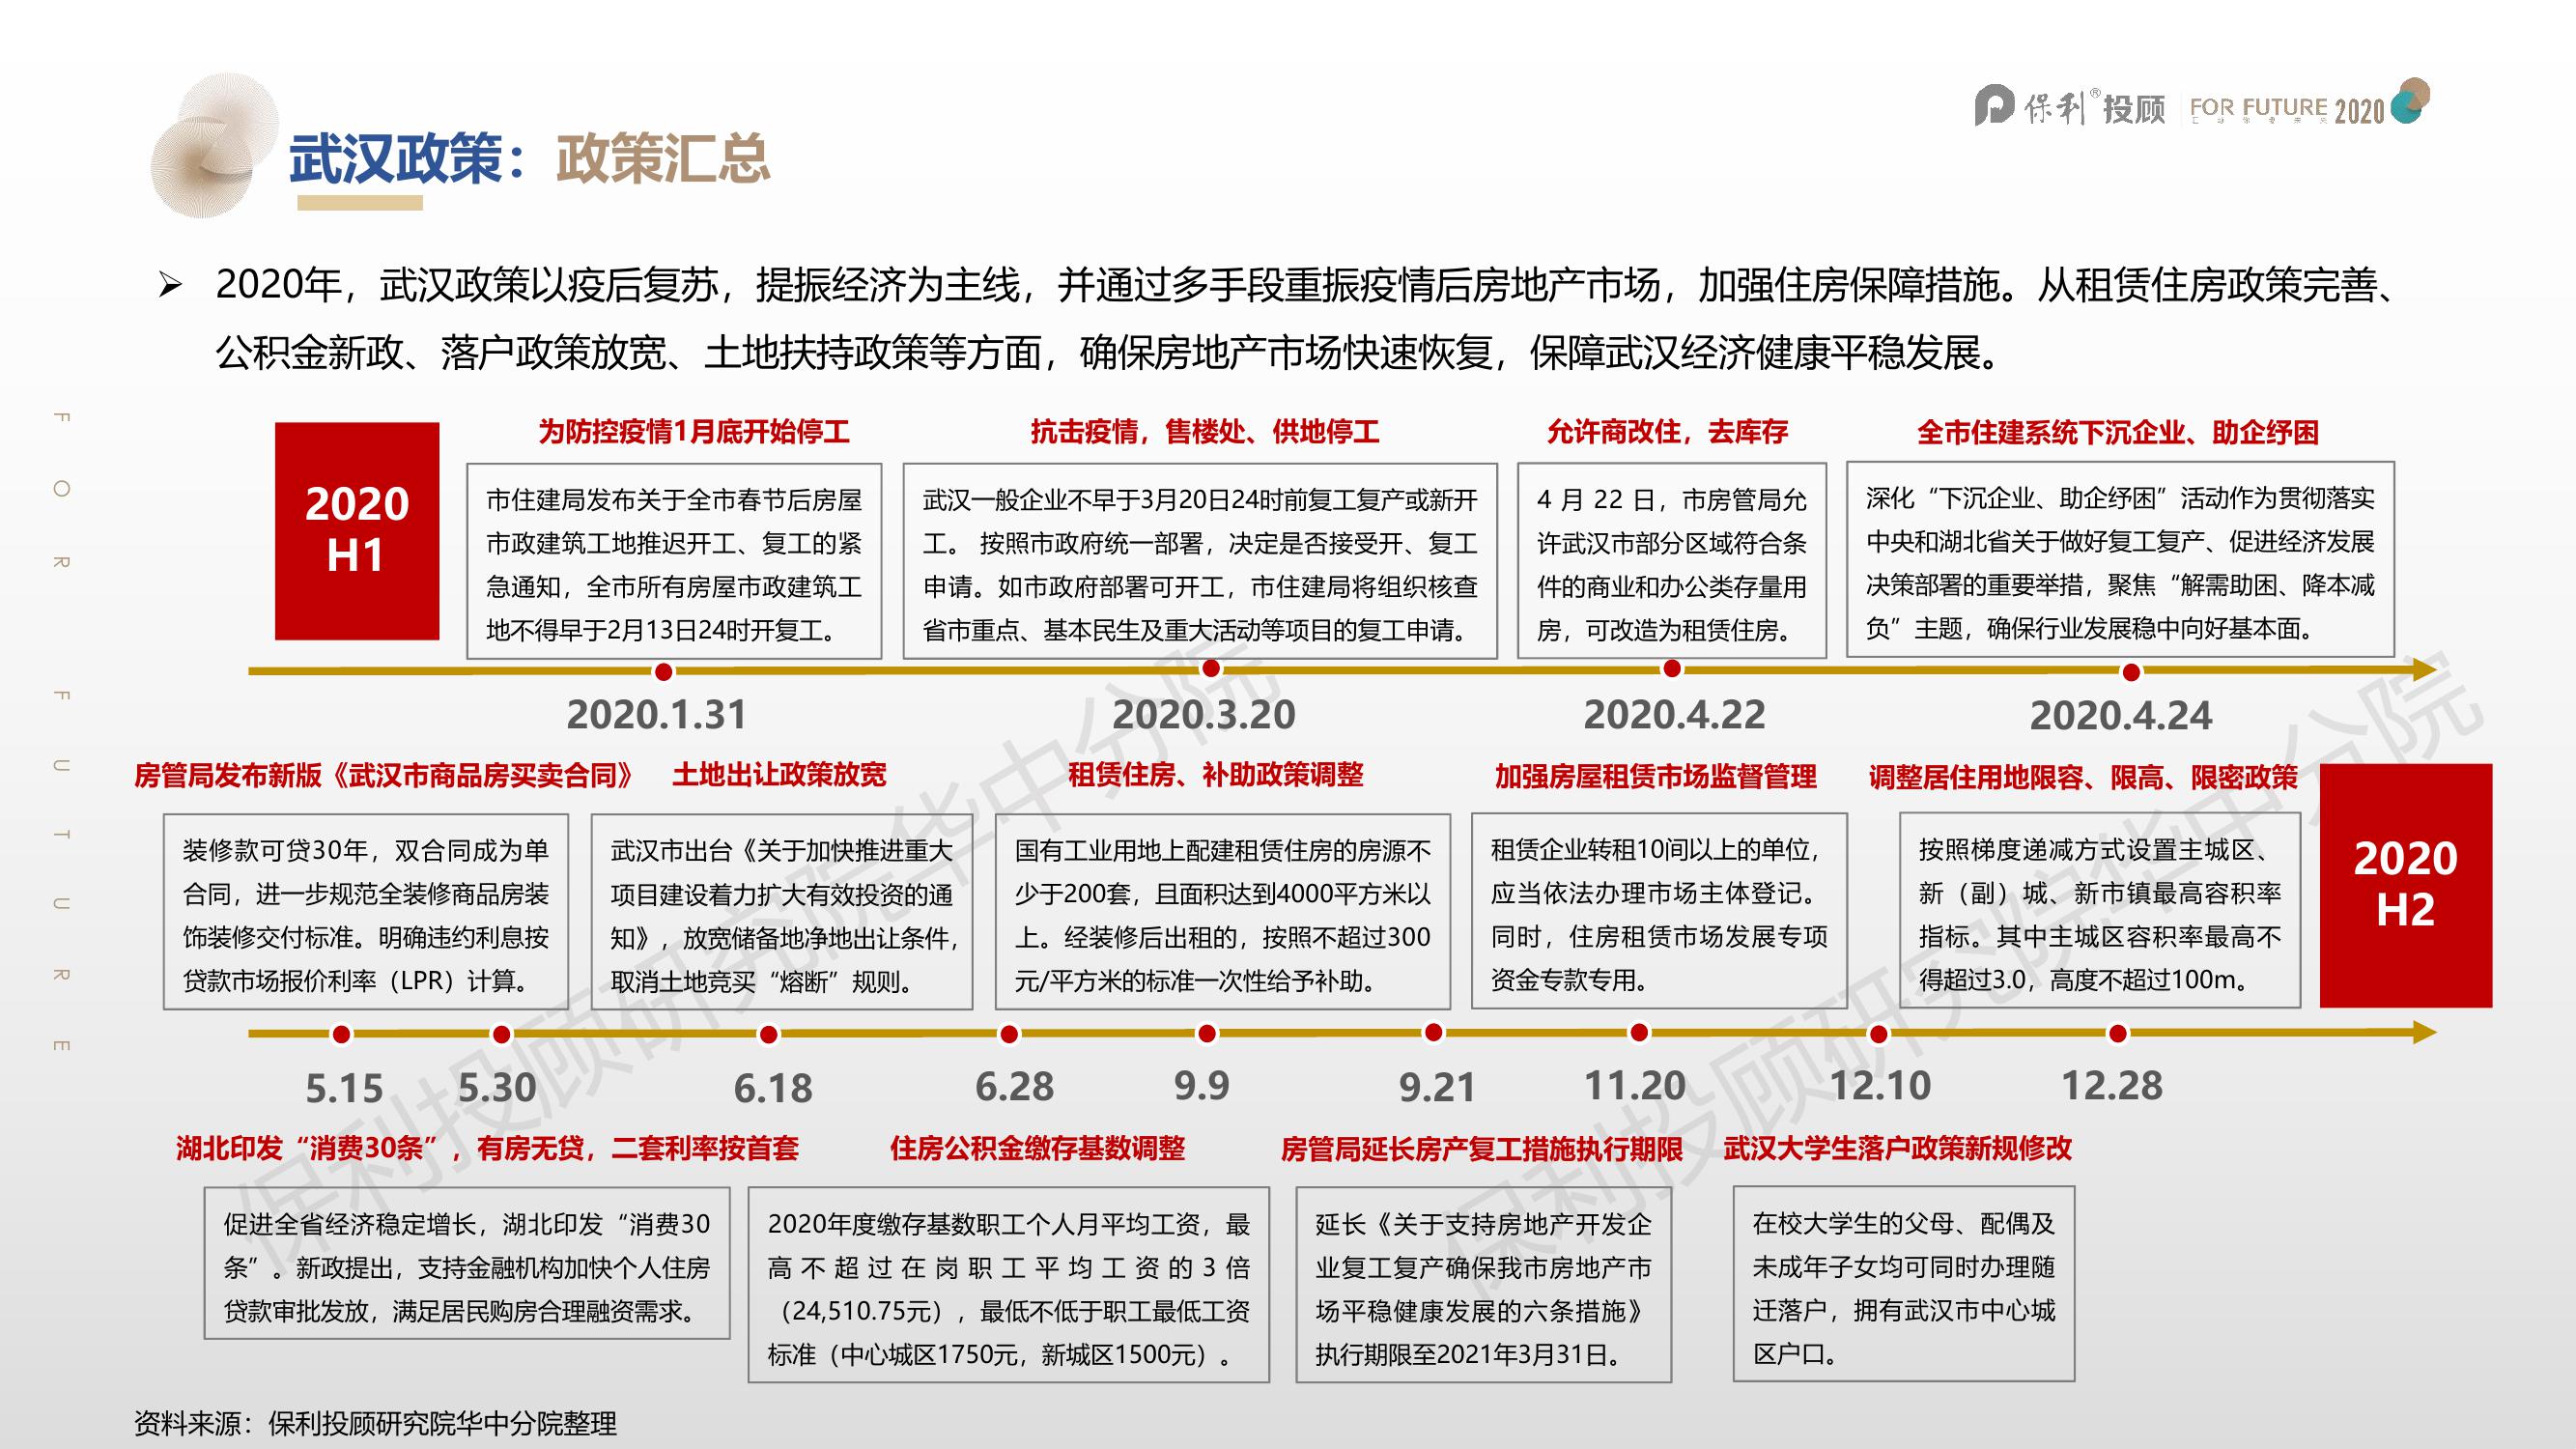 武汉政策：政策汇总
保利®投顾 FOR FUTURE 2020
2020年，武汉政策以疫后复苏，提振经济为主线，并通过多手段重振疫情后房地产市场，加强住房保障措施。从租赁住房政策完善、
公积金新政、落户政策放宽、土地扶持政策等方面，确保房地产市场快速恢复，保障武汉经济健康平稳发展。
FOR FUTURE
2020
H1
为防控疫情1月底开始停工
市住建局发布关于全市春节后房屋
市政建筑工地推迟开工、复工的紧
急通知，全市所有房屋市政建筑工
地不得早于2月13日24时开复工。
抗击疫情，售楼处、供地停工
武汉一般企业不早于3月20日24时前复工复产或新开
工。 按照市政府统一部署，决定是否接受开、复工
申请。如市政府部署可开工，市住建局将组织核查
省市重点、基本民生及重大活动等项目的复工申请。
允许商改住，去库存
4 月 22 日，市房管局允
许武汉市部分区域符合条
件的商业和办公类存量用
房，可改造为租赁住房。
全市住建系统下沉企业、助企纾困
深化“下沉企业、助企纾困”活动作为贯彻落实
中央和湖北省关于做好复工复产、促进经济发展
决策部署的重要举措，聚焦“解需助困、降本减
负”主题，确保行业发展稳中向好基本面。
2020.1.31
2020.3.20
2020.4.22
2020.4.24
房管局发布新版《武汉市商品房买卖合同》
装修款可贷30年，双合同成为单
合同，进一步规范全装修商品房装
饰装修交付标准。明确违约利息按
贷款市场报价利率（LPR）计算。
土地出让政策放宽
武汉市出台《关于加快推进重大
项目建设着力扩大有效投资的通
知》，放宽储备地净地出让条件，
取消土地竞买“熔断”规则。
租赁住房、补助政策调整
国有工业用地上配建租赁住房的房源不
少于200套，且面积达到4000平方米以
上。经装修后出租的，按照不超过300
元/平方米的标准一次性给予补助。
加强房屋租赁市场监督管理
租赁企业转租10间以上的单位，
应当依法办理市场主体登记。
同时，住房租赁市场发展专项
资金专款专用。
调整居住用地限容、限高、限密政策
按照梯度递减方式设置主城区、
新（副）城、新市镇最高容积率
指标。其中主城区容积率最高不
得超过3.0，高度不超过100m。
2020
H2
5.15
5.30
6.18
6.28
9.9
9.21
11.20
12.10
12.28
湖北印发“消费30条”，有房无贷，二套利率按首套
促进全省经济稳定增长，湖北印发“消费30
条”。新政提出，支持金融机构加快个人住房
贷款审批发放，满足居民购房合理融资需求。
住房公积金缴存基数调整
2020年度缴存基数职工个人月平均工资，最
高不超过在岗职工平均工资的3倍
（24,510.75元），最低不低于职工最低工资
标准（中心城区1750元，新城区1500元）。
房管局延长房产复工措施执行期限
延长《关于支持房地产开发企
业复工复产确保我市房地产市
场平稳健康发展的六条措施》
执行期限至2021年3月31日。
武汉大学生落户政策新规修改
在校大学生的父母、配偶及
未成年子女均可同时办理随
迁落户，拥有武汉市中心城
区户口。
资料来源：保利投顾研究院华中分院整理
保利投顾研究院华中分院
保利投顾研究院华中分院